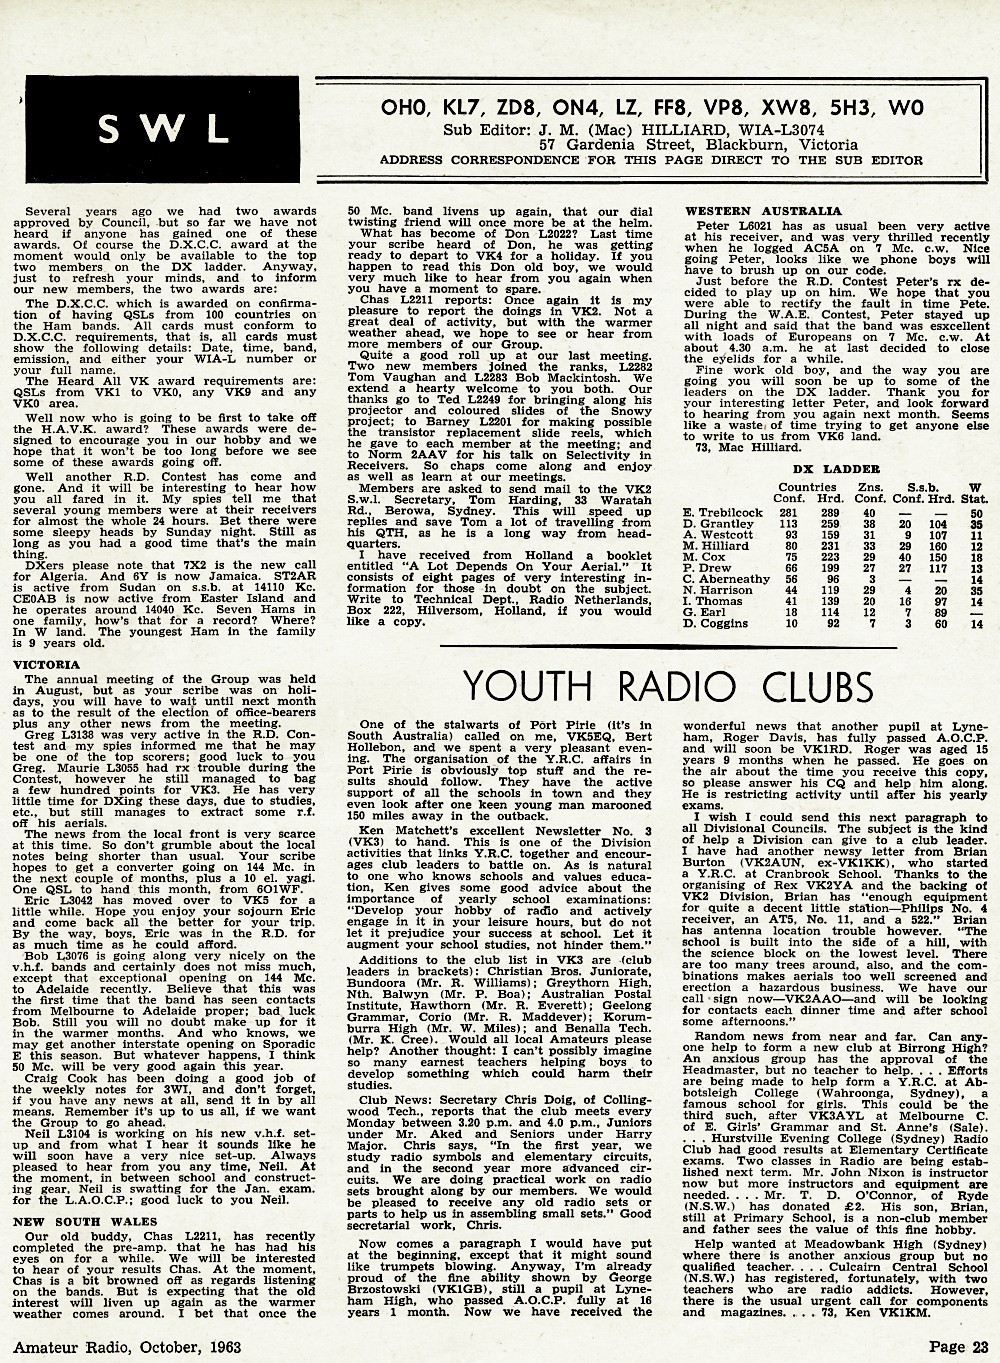 SWL
OH0, KL7, ZD8, ON4, LZ, FF8, VP8, XW8, 5H3, W0
Sub Editor: J. M. (Mac) HILLIARD, WIA-L3074
57 Gardenia Street, Blackburn, Victoria
ADDRESS CORRESPONDENCE FOR THIS PAGE DIRECT TO THE SUB EDITOR
Several years ago we had two awards
approved by Council, but so far we have not
heard if anyone has gained one of these
awards. Of course the D.X.C.C. award at the
moment would only be available to the top
two members on the DX ladder. Anyway,
just to refresh your minds, and to inform
our new members, the two awards are:
The D.X.C.C. which is awarded on confirma-
tion of having QSLs from 100 countries on
the Ham bands. All cards must conform to
D.X.C.C. requirements, that is, all cards must
show the following details: Date, time, band,
emission, and either your WIA-L number or
your full name.
The Heard All VK award requirements are:
QSLs from VK1 to VK0, any VK9 and any
VK0 area.
Well now who is going to be first to take off
the H.A.V.K. award? These awards were de-
signed to encourage you in our hobby and we
hope that it won't be too long before we see
some of these awards going off.
Well another R.D. Contest has come and
gone. And it will be interesting to hear how
you all fared in it. My spies tell me that
several young members were at their receivers
for almost the whole 24 hours. Bet there were
some sleepy heads by Sunday night. Still as
long as you had a good time that's the main
thing.
DXers please note that 7X2 is the new call
for Algeria. And 6Y is now Jamaica. ST2AR
is active from Sudan on s.s.b. at 14110 Kc.
CE0AB is now active from Easter Island and
he operates around 14040 Kc. Seven Hams in
one family, how's that for a record? Where?
In W land. The youngest Ham in the family
is 9 years old.
VICTORIA
The annual meeting of the Group was held
in August, but as your scribe was on holi-
days, you will have to wait until next month
as to the result of the election of office-bearers
plus any other news from the meeting.
Greg L3138 was very active in the R.D. Con-
test and my spies informed me that he may
be one of the top scorers; good luck to you
Greg. Maurie L3055 had rx trouble during the
Contest, however he still managed to bag
a few hundred points for VK3. He has very
little time for DXing these days, due to studies,
etc., but still manages to extract some r.f.
off his aerials.
The news from the local front is very scarce
at this time. So don't grumble about the local
notes being shorter than usual. Your scribe
hopes to get a converter going on 144 Mc. in
the next couple of months, plus a 10 el. yagi.
One QSL to hand this month, from 6O1WF.
Eric L3042 has moved over to VK5 for a
little while. Hope you enjoy your sojourn Eric
and come back all the better for your trip.
By the way, boys, Eric was in the R.D. for
as much time as he could afford.
Bob L3076 is going along very nicely on the
v.h.f. bands and certainly does not miss much,
except that exceptional opening on 144 Mc.
to Adelaide recently. Believe that this was
the first time that the band has seen contacts
from Melbourne to Adelaide proper; bad luck
Bob. Still you will no doubt make up for it
in the warmer months. And who knows, we
may get another interstate opening on Sporadic
E this season. But whatever happens, I think
50 Mc. will be very good again this year.
Craig Cook has been doing a good job of
the weekly notes for 3WI, and don't forget,
if you have any news at all, send it in by all
means. Remember it's up to us all, if we want
the Group to go ahead.
Neil L3104 is working on his new v.h.f. set-
up and from what I hear it sounds like he
will soon have a very nice set-up. Always
pleased to hear from you any time, Neil. At
the moment, in between school and construct-
ing gear, Neil is swatting for the Jan. exam.
for the L.A.O.C.P.; good luck to you Neil.
NEW SOUTH WALES
Our old buddy, Chas L2211, has recently
completed the pre-amp. that he has had his
eyes on for a while. We will be interested
to hear of your results Chas. At the moment,
Chas is a bit browned off as regards listening
on the bands. But is expecting that the old
interest will liven up again as the warmer
weather comes around. I bet that once the
50 Mc. band livens up again, that our dial
twisting friend will once more be at the helm.
What has become of Don L2022? Last time
your scribe heard of Don, he was getting
ready to depart to VK4 for a holiday. If you
happen to read this Don old boy, we would
very much like to hear from you again when
you have a moment to spare.
Chas L2211 reports: Once again it is my
pleasure to report the doings in VK2. Not a
great deal of activity, but with the warmer
weather ahead, we hope to see or hear from
more members of our Group.
Quite a good roll up at our last meeting.
Two new members joined the ranks, L2282
Tom Vaughan and L2283 Bob Mackintosh. We
extend a hearty welcome to you both. Our
thanks go to Ted L2249 for bringing along his
projector and coloured slides of the Snowy
project; to Barney L2201 for making possible
the transistor replacement slide reels, which
he gave to each member at the meeting; and
to Norm 2AAV for his talk on Selectivity in
Receivers. So chaps come along and enjoy
as well as learn at our meetings.
Members are asked to send mail to the VK2
S.w.l. Secretary, Tom Harding, 33 Waratah
Rd., Berowa, Sydney. This will speed up
replies and save Tom a lot of travelling from
his QTH, as he is a long way from head-
quarters.
I have received from Holland a booklet
entitled "A Lot Depends On Your Aerial." It
consists of eight pages of very interesting in-
formation for those in doubt on the subject.
Write to Technical Dept., Radio Netherlands,
Box 222, Hilversom, Holland, if you would
like a copy.
WESTERN AUSTRALIA
Peter L6021 has as usual been very active
at his receiver, and was very thrilled recently
when he logged AC5A on 7 Mc. c.w. Nice
going Peter, looks like we phone boys will
have to brush up on our code.
Just before the R.D. Contest Peter's rx de-
cided to play up on him. We hope that you
were able to rectify the fault in time Pete.
During the W.A.E. Contest, Peter stayed up
all night and said that the band was esxcellent
with loads of Europeans on 7 Mc. c.w. At
about 4.30 a.m. he at last decided to close
the eyelids for a while.
Fine work old boy, and the way you are
going you will soon be up to some of the
leaders on the DX ladder. Thank you for
your interesting letter Peter, and look forward
to hearing from you again next month. Seems
like a waste of time trying to get anyone else
to write to us from VK6 land.
73, Mac Hilliard.
DX LADDER
Countries Zns. S.s.b. W
Conf. Hrd. Conf. Conf. Hrd. Stat.
E. Trebilcock 281 289 40 — — 50
D. Grantley 113 259 38 20 104 35
A. Westcott 93 159 31 9 107 11
M. Hilliard 80 231 33 29 160 12
M. Cox 75 223 29 40 150 18
P. Drew 66 199 27 27 117 13
C. Aberneathy 56 96 3 — — 14
N. Harrison 44 119 29 4 20 35
I. Thomas 41 139 20 16 97 14
G. Earl 18 114 12 7 89 —
D. Coggins 10 92 7 3 60 14
YOUTH RADIO CLUBS
One of the stalwarts of Port Pirie (it's in
South Australia) called on me, VK5EQ, Bert
Hollebon, and we spent a very pleasant even-
ing. The organisation of the Y.R.C. affairs in
Port Pirie is obviously top stuff and the re-
sults should follow. They have the active
support of all the schools in town and they
even look after one keen young man marooned
150 miles away in the outback.
Ken Matchett's excellent Newsletter No. 3
(VK3) to hand. This is one of the Division
activities that links Y.R.C. together and encour-
ages club leaders to battle on. As is natural
to one who knows schools and values educa-
tion, Ken gives some good advice about the
importance of yearly school examinations:
"Develop your hobby of radio and actively
engage in it in your leisure hours, but do not
let it prejudice your success at school. Let it
augment your school studies, not hinder them."
Additions to the club list in VK3 are (club
leaders in brackets): Christian Bros. Juniorate,
Bundoora (Mr. R. Williams); Greythorn High,
Nth. Balwyn (Mr. P. Boa); Australian Postal
Institute, Hawthorn (Mr. R. Everett); Geelong
Grammar, Corio (Mr. R. Maddever); Korum-
burra High (Mr. W. Miles); and Benalla Tech.
(Mr. K. Cree). Would all local Amateurs please
help? Another thought: I can't possibly imagine
so many earnest teachers helping boys to
develop something which could harm their
studies.
Club News: Secretary Chris Doig, of Colling-
wood Tech., reports that the club meets every
Monday between 3.20 p.m. and 4.0 p.m., Juniors
under Mr. Aked and Seniors under Harry
Major. Chris says, "In the first year, we
study radio symbols and elementary circuits,
and in the second year more advanced cir-
cuits. We are doing practical work on radio
sets brought along by our members. We would
be pleased to receive any old radio sets or
parts to help us in assembling small sets." Good
secretarial work, Chris.
Now comes a paragraph I would have put
at the beginning, except that it might sound
like trumpets blowing. Anyway, I'm already
proud of the fine ability shown by George
Brzostowski (VK1GB), still a pupil at Lyne-
ham High, who passed A.O.C.P. fully at 16
years 1 month. Now we have received the
wonderful news that another pupil at Lyne-
ham, Roger Davis, has fully passed A.O.C.P.
and will soon be VK1RD. Roger was aged 15
years 9 months when he passed. He goes on
the air about the time you receive this copy,
so please answer his CQ and help him along.
He is restricting activity until after his yearly
exams.
I wish I could send this next paragraph to
all Divisional Councils. The subject is the kind
of help a Division can give to a club leader.
I have had another newsy letter from Brian
Burton (VK2AUN, ex-VK1KK), who started
a Y.R.C. at Cranbrook School. Thanks to the
organising of Rex VK2YA and the backing of
VK2 Division, Brian has "enough equipment
for quite a decent little station—Philips No. 4
receiver, an AT5, No. 11, and a 522." Brian
has antenna location trouble however. "The
school is built into the side of a hill, with
the science block on the lowest level. There
are too many trees around, also, and the com-
binations makes aerials too well screened and
erection a hazardous business. We have our
call sign now—VK2AAO—and will be looking
for contacts each dinner time and after school
some afternoons."
Random news from near and far. Can any-
one help to form a new club at Birrong High?
An anxious group has the approval of the
Headmaster, but no teacher to help. . . . Efforts
are being made to help form a Y.R.C. at Ab-
botsleigh College (Wahroonga, Sydney), a
famous school for girls. This could be the
third such, after VK3AYL at Melbourne C.
of E. Girls' Grammar and St. Anne's (Sale).
. . . Hurstville Evening College (Sydney) Radio
Club had good results at Elementary Certificate
exams. Two classes in Radio are being estab-
lished next term. Mr. John Nixon is instructor
now but more instructors and equipment are
needed. . . . Mr. T. D. O'Connor, of Ryde
(N.S.W.) has donated £2. His son, Brian,
still at Primary School, is a non-club member
and father sees the value of this fine hobby.
Help wanted at Meadowbank High (Sydney)
where there is another anxious group but no
qualified teacher. . . . Culcairn Central School
(N.S.W.) has registered, fortunately, with two
teachers who are radio addicts. However,
there is the usual urgent call for components
and magazines. . . . 73, Ken VK1KM.
Amateur Radio, October, 1963
Page 23